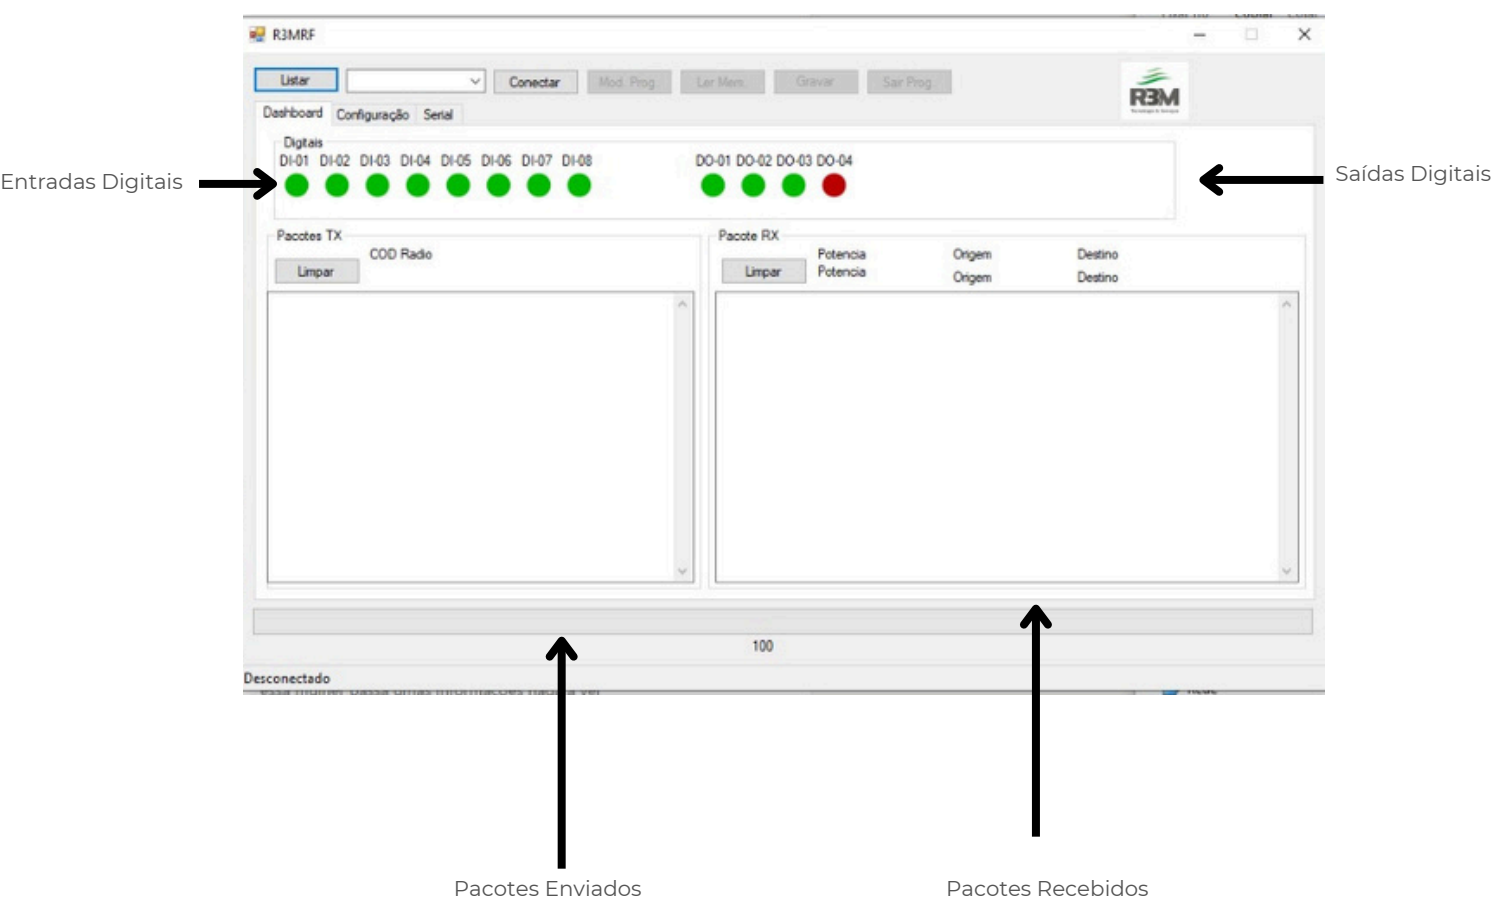 R3MRF
Listar
Conectar
Mod. Prog
Ler Mem.
Gravar
Sair Prog
R3M
Dashboard
Configuração
Serial
Digitais
DI-01 DI-02 DI-03 DI-04 DI-05 DI-06 DI-07 DI-08
DO-01 DO-02 DO-03 DO-04
Entradas Digitais
Saídas Digitais
Pacotes TX
COD Radio
Limpar
Pacote RX
Potencia Origem Destino
Limpar
Potencia Origem Destino
100
Desconectado
Rede
Pacotes Enviados
Pacotes Recebidos